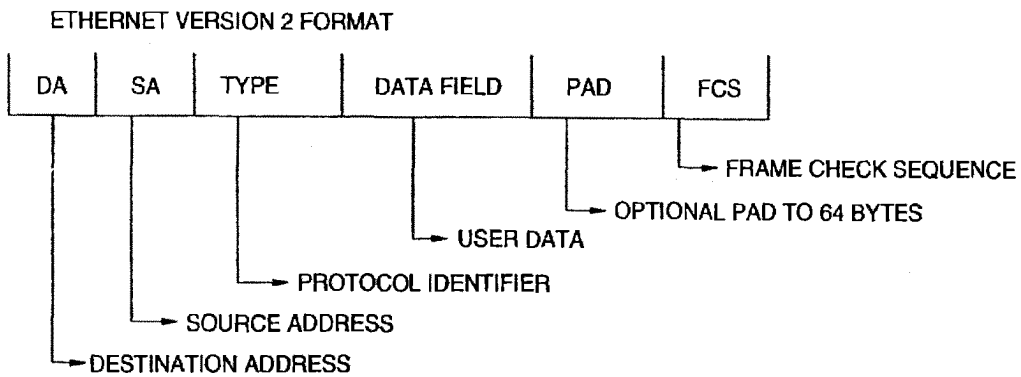 ETHERNET VERSION 2 FORMAT
DA SA TYPE DATA FIELD PAD FCS
FRAME CHECK SEQUENCE
OPTIONAL PAD TO 64 BYTES
USER DATA
PROTOCOL IDENTIFIER
SOURCE ADDRESS
DESTINATION ADDRESS